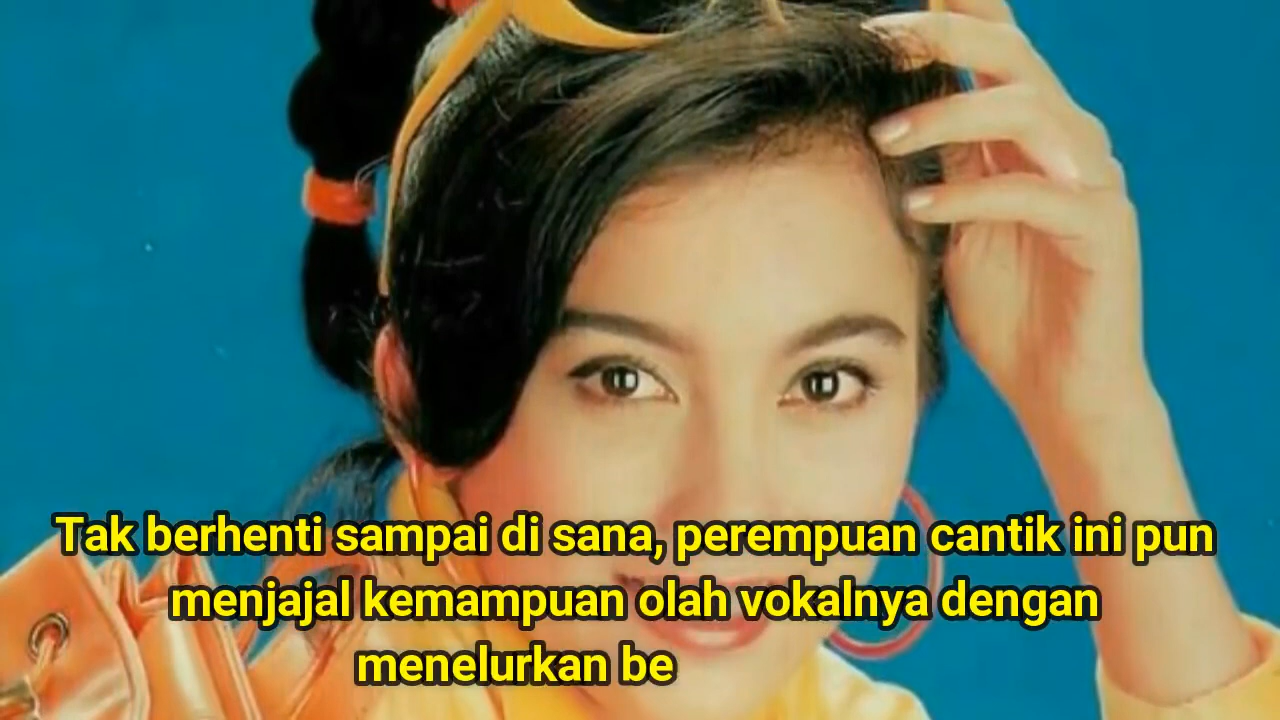 Tak berhenti sampai di sana, perempuan cantik ini pun
menjajal kemampuan olah vokalnya dengan
menelurkan be